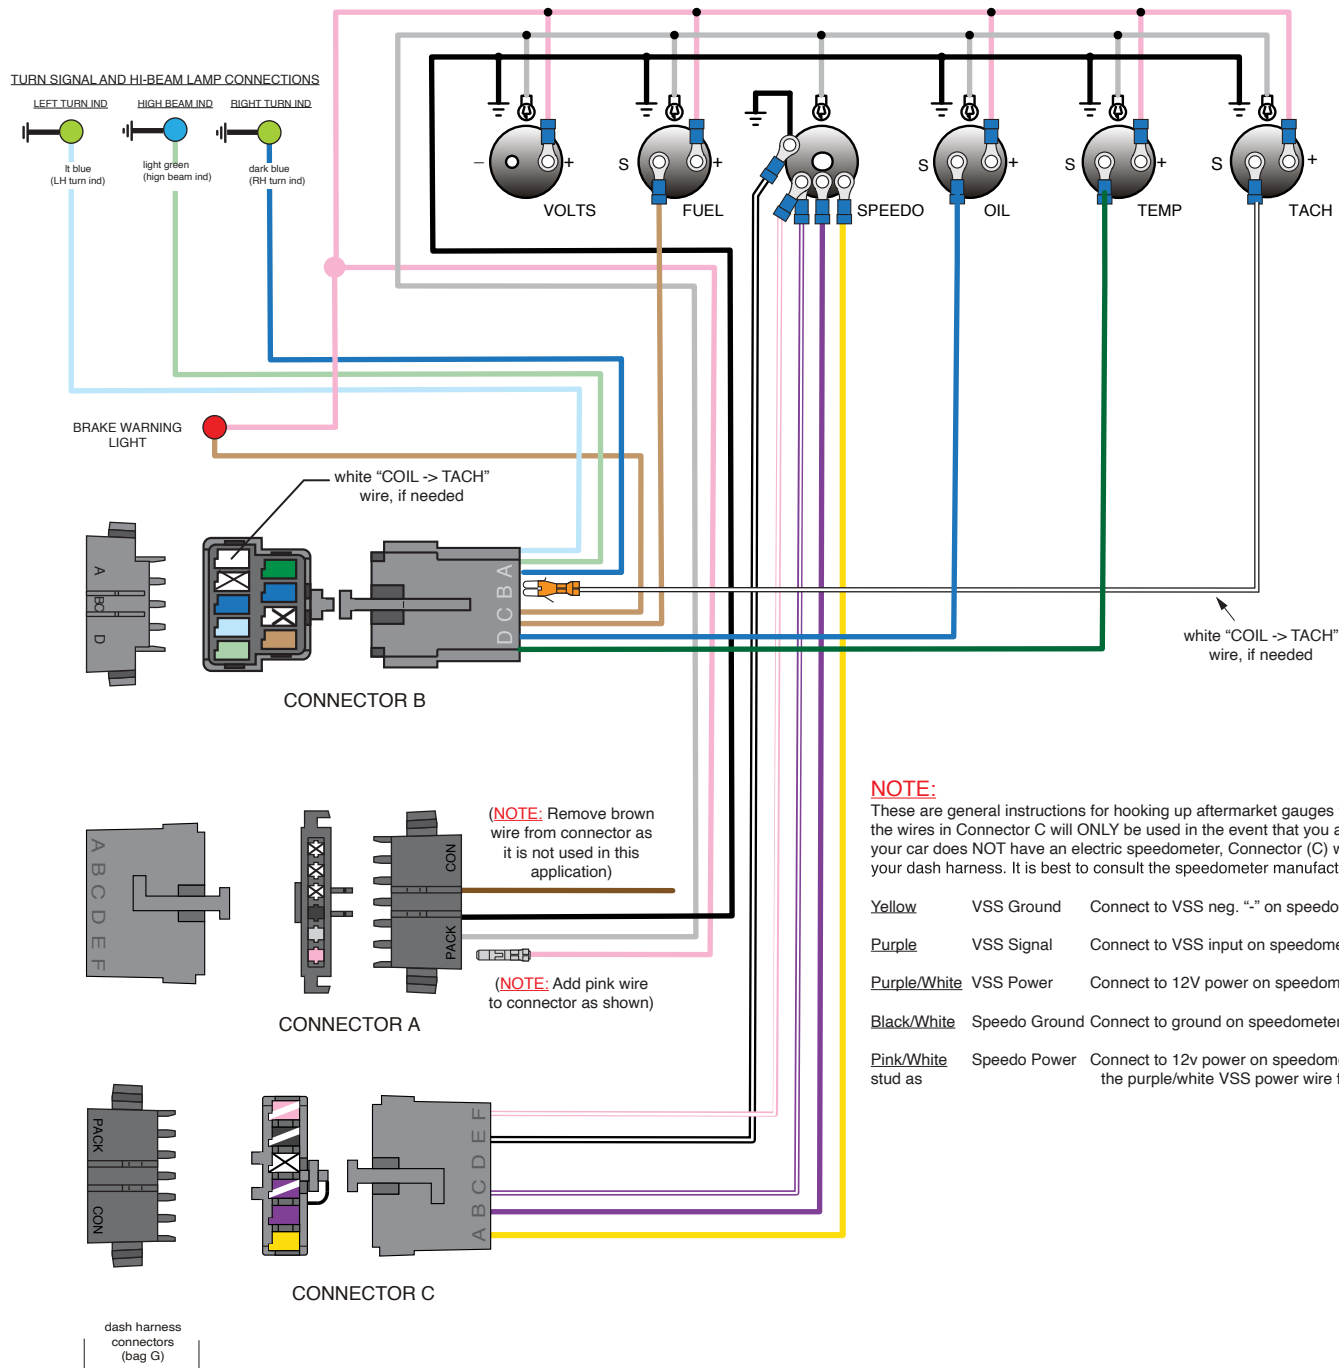 TURN SIGNAL AND HI-BEAM LAMP CONNECTIONS
LEFT TURN IND
HIGH BEAM IND
RIGHT TURN IND
lt blue
(LH turn ind)
light green
(hign beam ind)
dark blue
(RH turn ind)
− +
VOLTS
S +
FUEL
SPEEDO
S +
OIL
S +
TEMP
S +
TACH
BRAKE WARNING
LIGHT
white “COIL -> TACH”
wire, if needed
A
BC
D
D C B A
white “COIL -> TACH”
wire, if needed
CONNECTOR B
(NOTE: Remove brown
wire from connector as
it is not used in this
application)
A B C D E F
CON
PACK
(NOTE: Add pink wire
to connector as shown)
CONNECTOR A
NOTE:
These are general instructions for hooking up aftermarket gauges
the wires in Connector C will ONLY be used in the event that you a
your car does NOT have an electric speedometer, Connector (C) w
your dash harness. It is best to consult the speedometer manufact
Yellow VSS Ground Connect to VSS neg. “-” on speedo
Purple VSS Signal Connect to VSS input on speedome
Purple/White VSS Power Connect to 12V power on speedom
Black/White Speedo Ground Connect to ground on speedometer
Pink/White Speedo Power Connect to 12v power on speedome
stud as the purple/white VSS power wire f
PACK
CON
A B C D E F
CONNECTOR C
dash harness
connectors
(bag G)